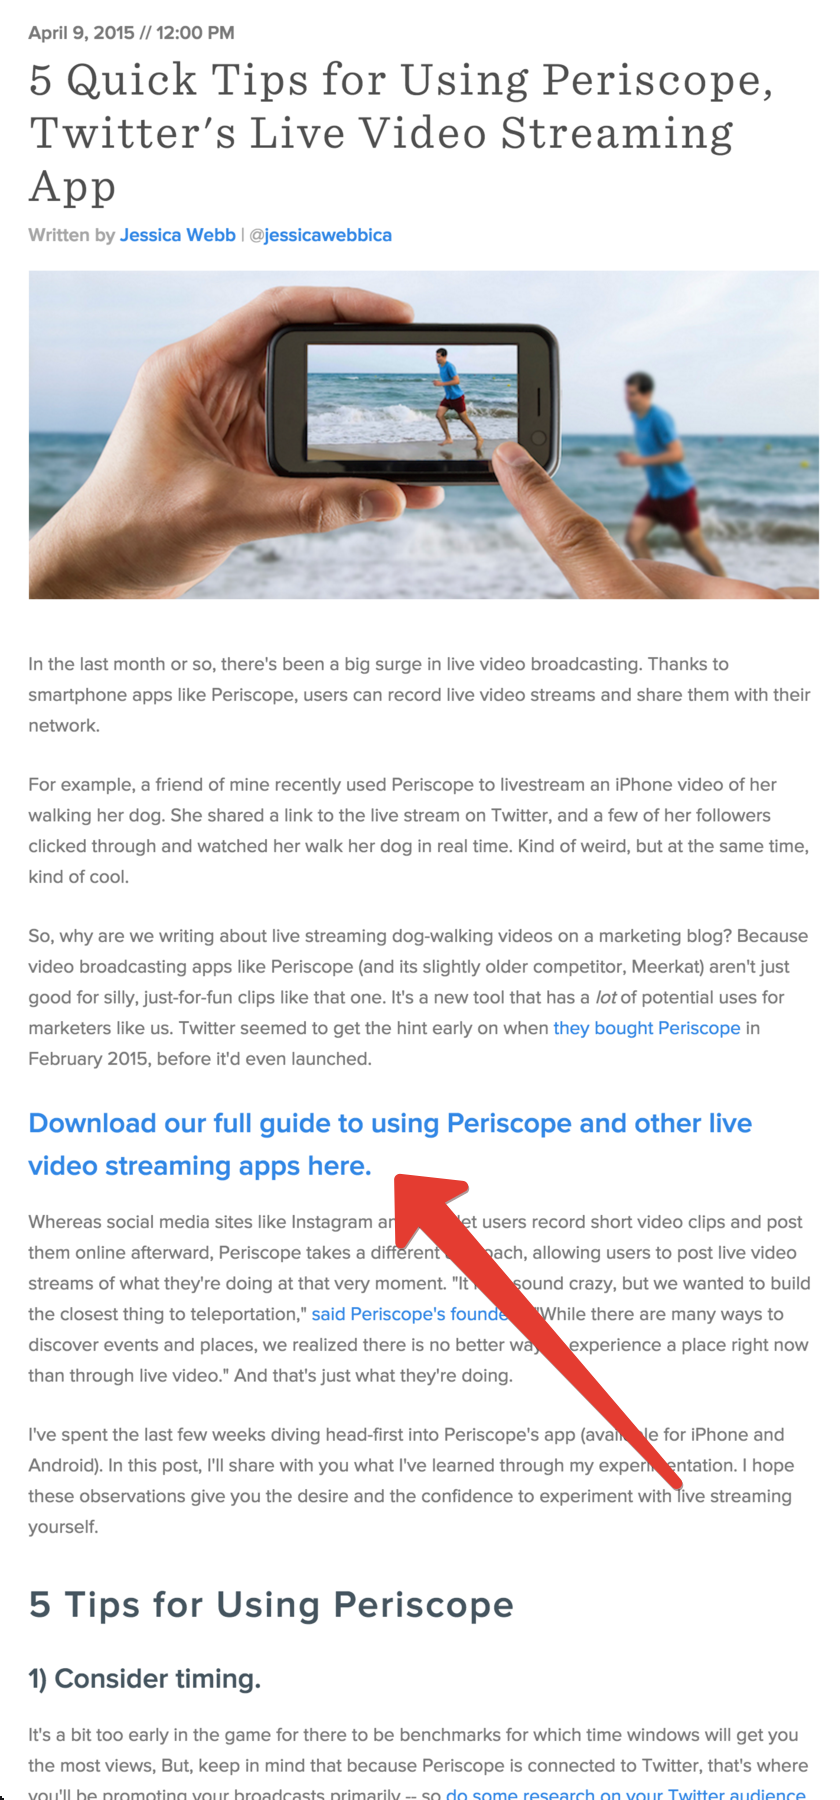 April 9, 2015 // 12:00 PM
5 Quick Tips for Using Periscope,
Twitter's Live Video Streaming
App
Written by Jessica Webb | @jessicawebbica
In the last month or so, there's been a big surge in live video broadcasting. Thanks to
smartphone apps like Periscope, users can record live video streams and share them with their
network.
For example, a friend of mine recently used Periscope to livestream an iPhone video of her
walking her dog. She shared a link to the live stream on Twitter, and a few of her followers
clicked through and watched her walk her dog in real time. Kind of weird, but at the same time,
kind of cool.
So, why are we writing about live streaming dog-walking videos on a marketing blog? Because
video broadcasting apps like Periscope (and its slightly older competitor, Meerkat) aren't just
good for silly, just-for-fun clips like that one. It's a new tool that has a lot of potential uses for
marketers like us. Twitter seemed to get the hint early on when they bought Periscope in
February 2015, before it'd even launched.
Download our full guide to using Periscope and other live
video streaming apps here.
Whereas social media sites like Instagram users record short video clips and post
them online afterward, Periscope takes a different allowing users to post live video
streams of what they're doing at that very moment. "It sound crazy, but we wanted to build
the closest thing to teleportation," said Periscope's "While there are many ways to
discover events and places, we realized there is no better experience a place right now
than through live video." And that's just what they're doing.
I've spent the last few weeks diving head-first into Periscope's app for iPhone and
Android). In this post, I'll share with you what I've learned through my experimentation. I hope
these observations give you the desire and the confidence to experiment with live streaming
yourself.
5 Tips for Using Periscope
1) Consider timing.
It's a bit too early in the game for there to be benchmarks for which time windows will get you
the most views, But, keep in mind that because Periscope is connected to Twitter, that's where
you'll be promoting your broadcasts primarily -- so do some research on your Twitter audience